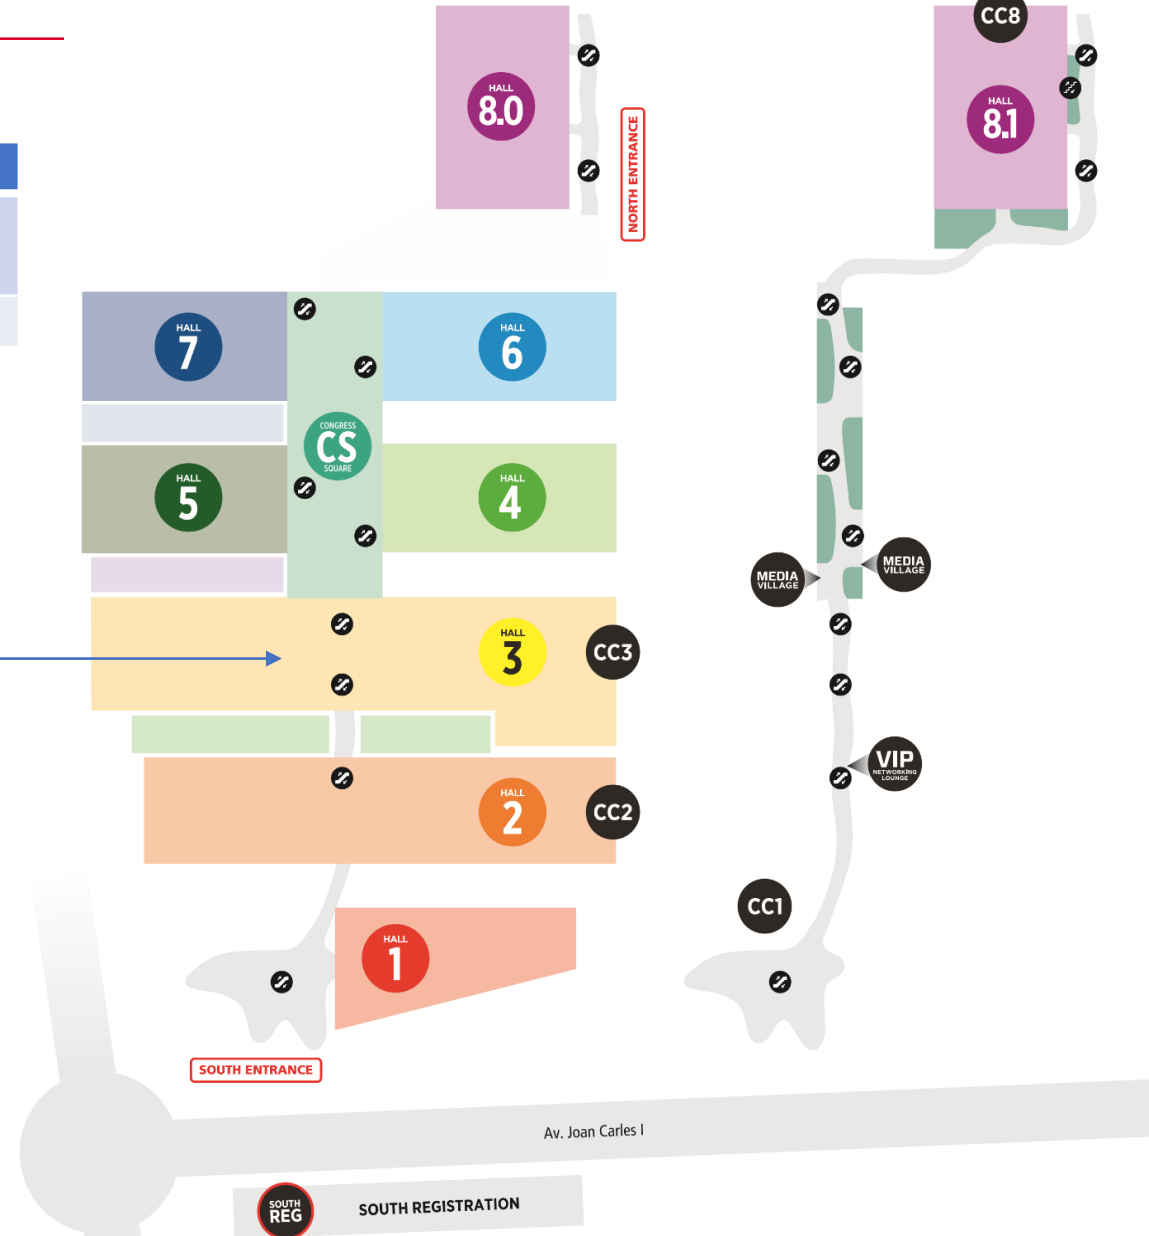 CC8
HALL
8.0
HALL
8.1
NORTH ENTRANCE
HALL
7
HALL
6
CONGRESS
CS
SQUARE
HALL
5
HALL
4
MEDIA
VILLAGE
MEDIA
VILLAGE
HALL
3
CC3
VIP
NETWORKING
LOUNGE
HALL
2
CC2
CC1
HALL
1
SOUTH ENTRANCE
Av. Joan Carles I
SOUTH
REG
SOUTH REGISTRATION